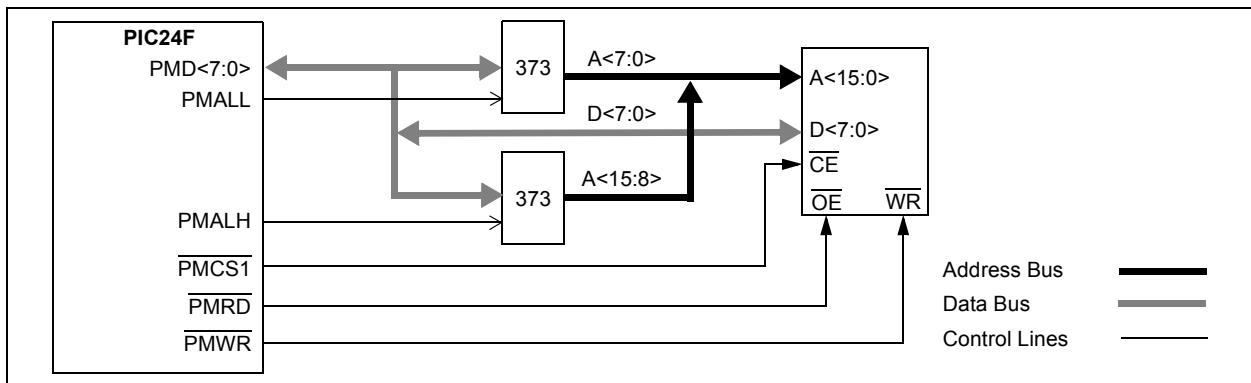 PIC24F
PMD<7:0>
PMALL
PMALH
PMCS1
PMRD
PMWR
373
373
A<7:0>
D<7:0>
A<15:8>
A<15:0>
D<7:0>
CE
OE WR
Address Bus
Data Bus
Control Lines